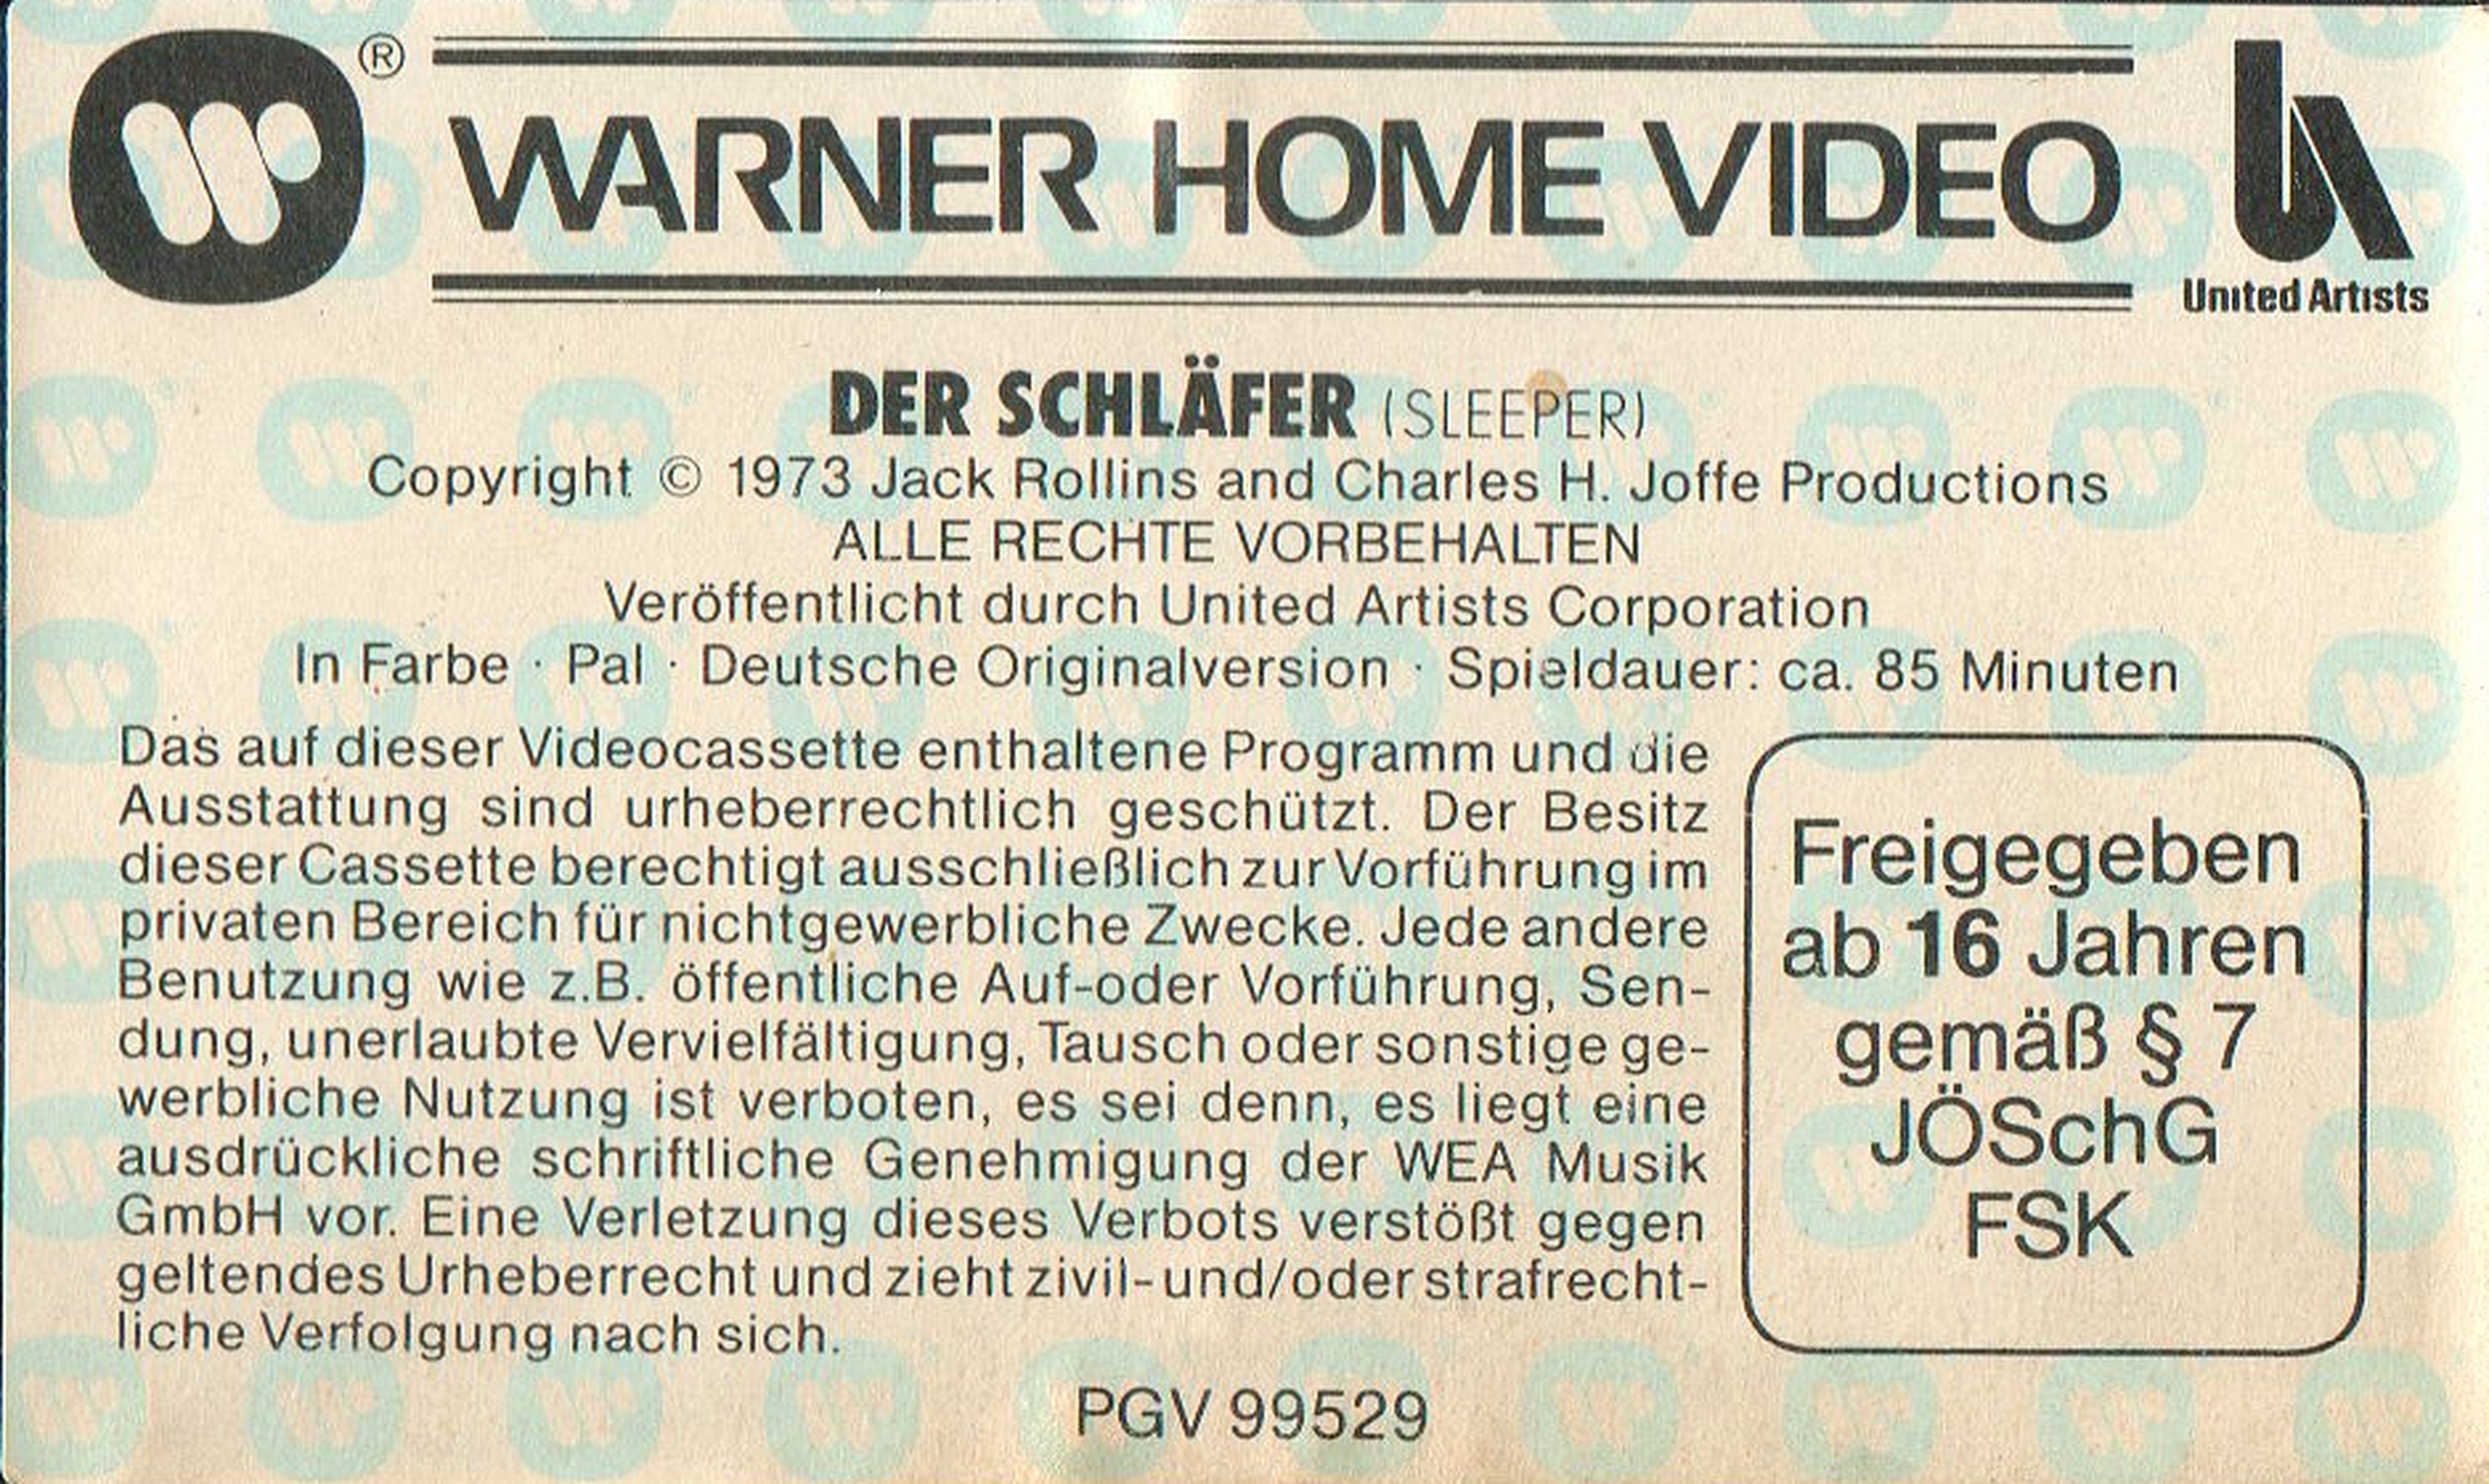 ® WARNER HOME VIDEO
United Artists
DER SCHLÄFER (SLEEPER)
Copyright © 1973 Jack Rollins and Charles H. Joffe Productions
ALLE RECHTE VORBEHALTEN
Veröffentlicht durch United Artists Corporation
In Farbe · Pal · Deutsche Originalversion · Spieldauer: ca. 85 Minuten
Das auf dieser Videocassette enthaltene Programm und die
Ausstattung sind urheberrechtlich geschützt. Der Besitz
dieser Cassette berechtigt ausschließlich zur Vorführung im
privaten Bereich für nichtgewerbliche Zwecke. Jede andere
Benutzung wie z.B. öffentliche Auf-oder Vorführung, Sen-
dung, unerlaubte Vervielfältigung, Tausch oder sonstige ge-
werbliche Nutzung ist verboten, es sei denn, es liegt eine
ausdrückliche schriftliche Genehmigung der WEA Musik
GmbH vor. Eine Verletzung dieses Verbots verstößt gegen
geltendes Urheberrecht und zieht zivil-und/oder strafrecht-
liche Verfolgung nach sich.
Freigegeben
ab 16 Jahren
gemäß § 7
JÖSchG
FSK
PGV 99529